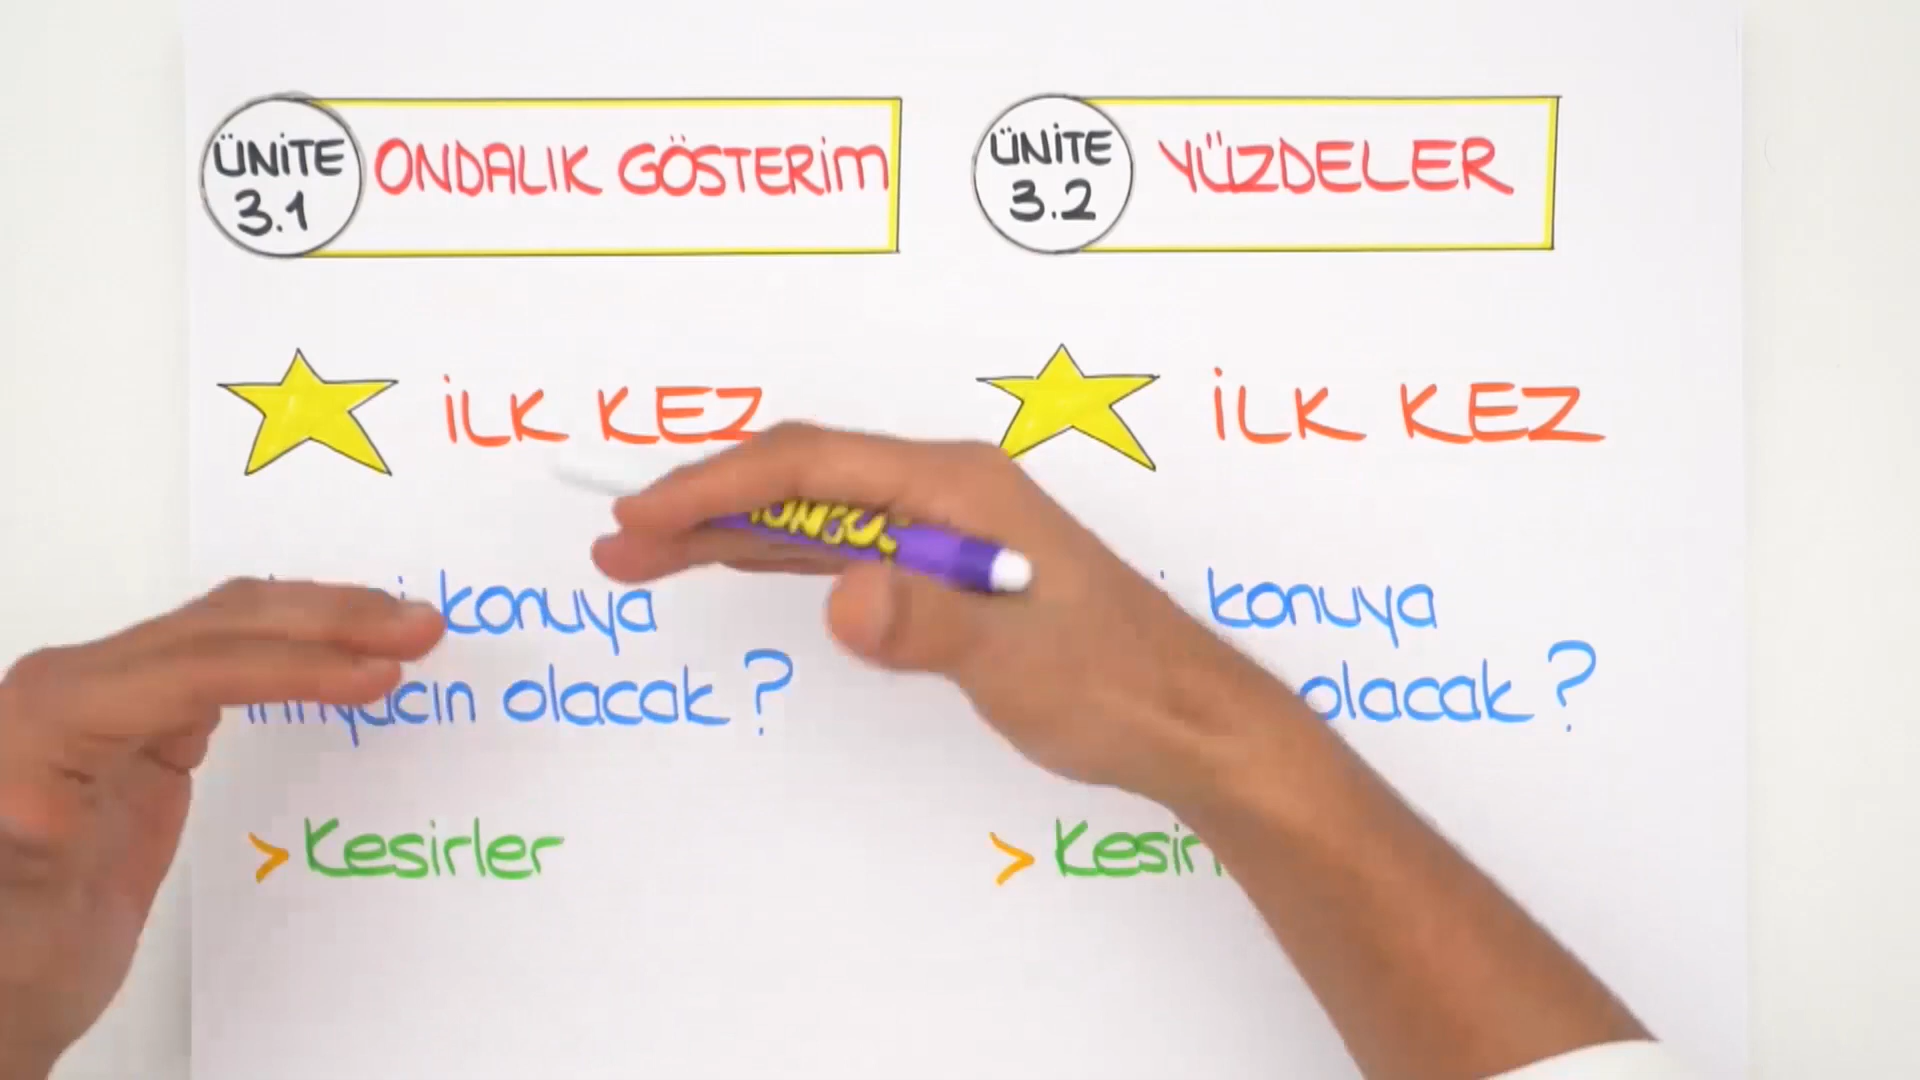 ÜNİTE
3.1
ONDALIK GÖSTERİM
İLK KEZ
konuya
olacak ?
> Kesirler
ÜNİTE
3.2
YÜZDELER
İLK KEZ
konuya
olacak ?
>